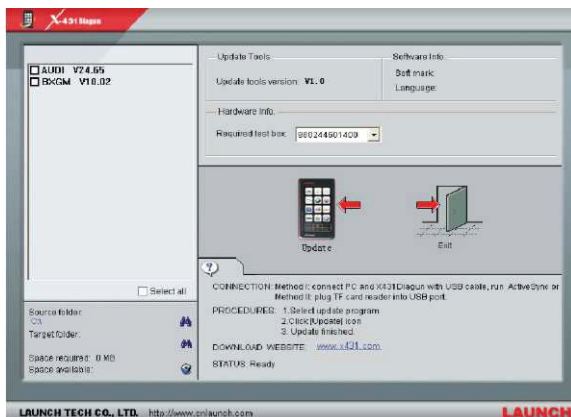 X-431 Diagun
AUDI V24.65
BXGM V10.02
Select all
Source folder:
C:\
Target folder:
Space required: 0 MB
Space available:
Update Tools
Update tools version: V1.0
Software Info.
Soft mark:
Language:
Hardware Info.
Required test box: 980244601400
Update
Exit
?
CONNECTION: Method I: connect PC and X431Diagun with USB cable, run ActiveSync or
Method II: plug TF card reader into USB port.
PROCEDURES: 1.Select update program
2.Click[Update] icon
3. Update finished.
DOWNLOAD WEBSITE: www.x431.com
STATUS: Ready
LAUNCH TECH CO., LTD. http://www.cnlaunch.com
LAUNCH